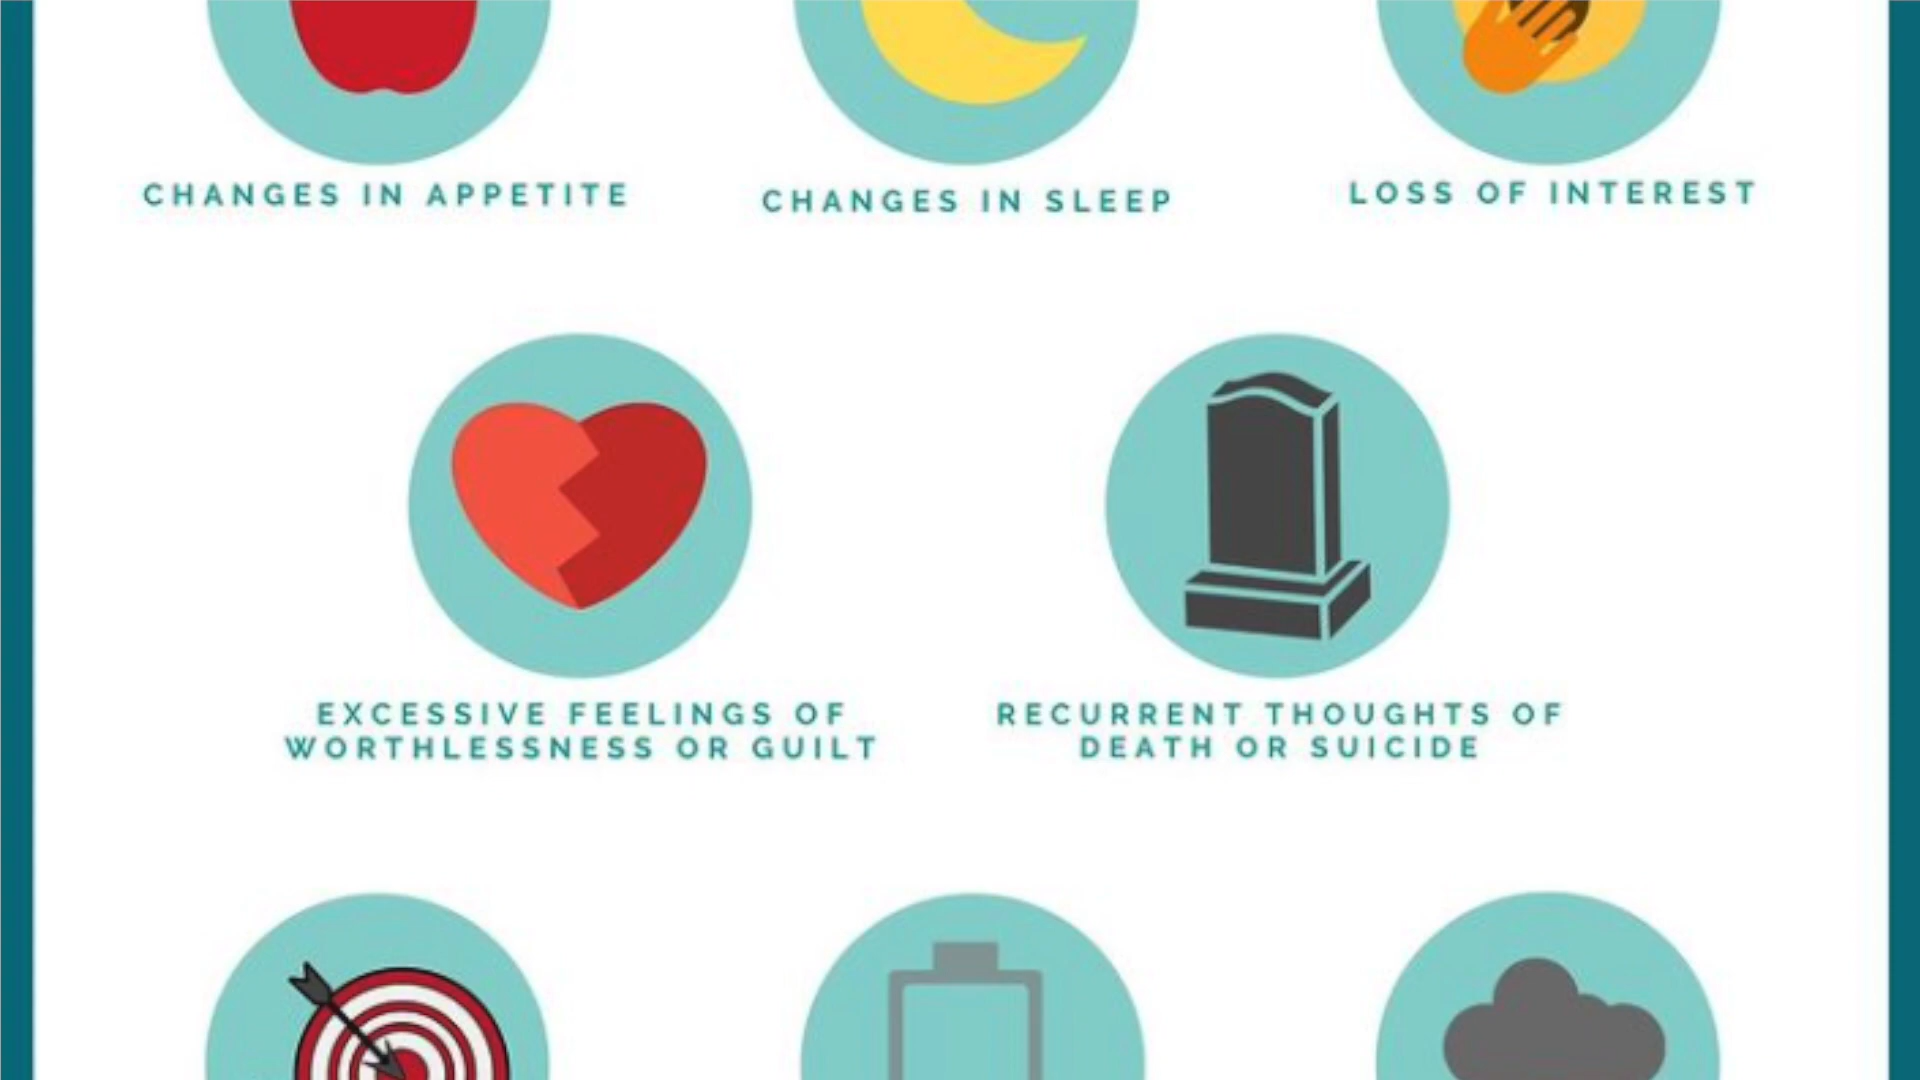 CHANGES IN APPETITE
CHANGES IN SLEEP
LOSS OF INTEREST
EXCESSIVE FEELINGS OF
WORTHLESSNESS OR GUILT
RECURRENT THOUGHTS OF
DEATH OR SUICIDE